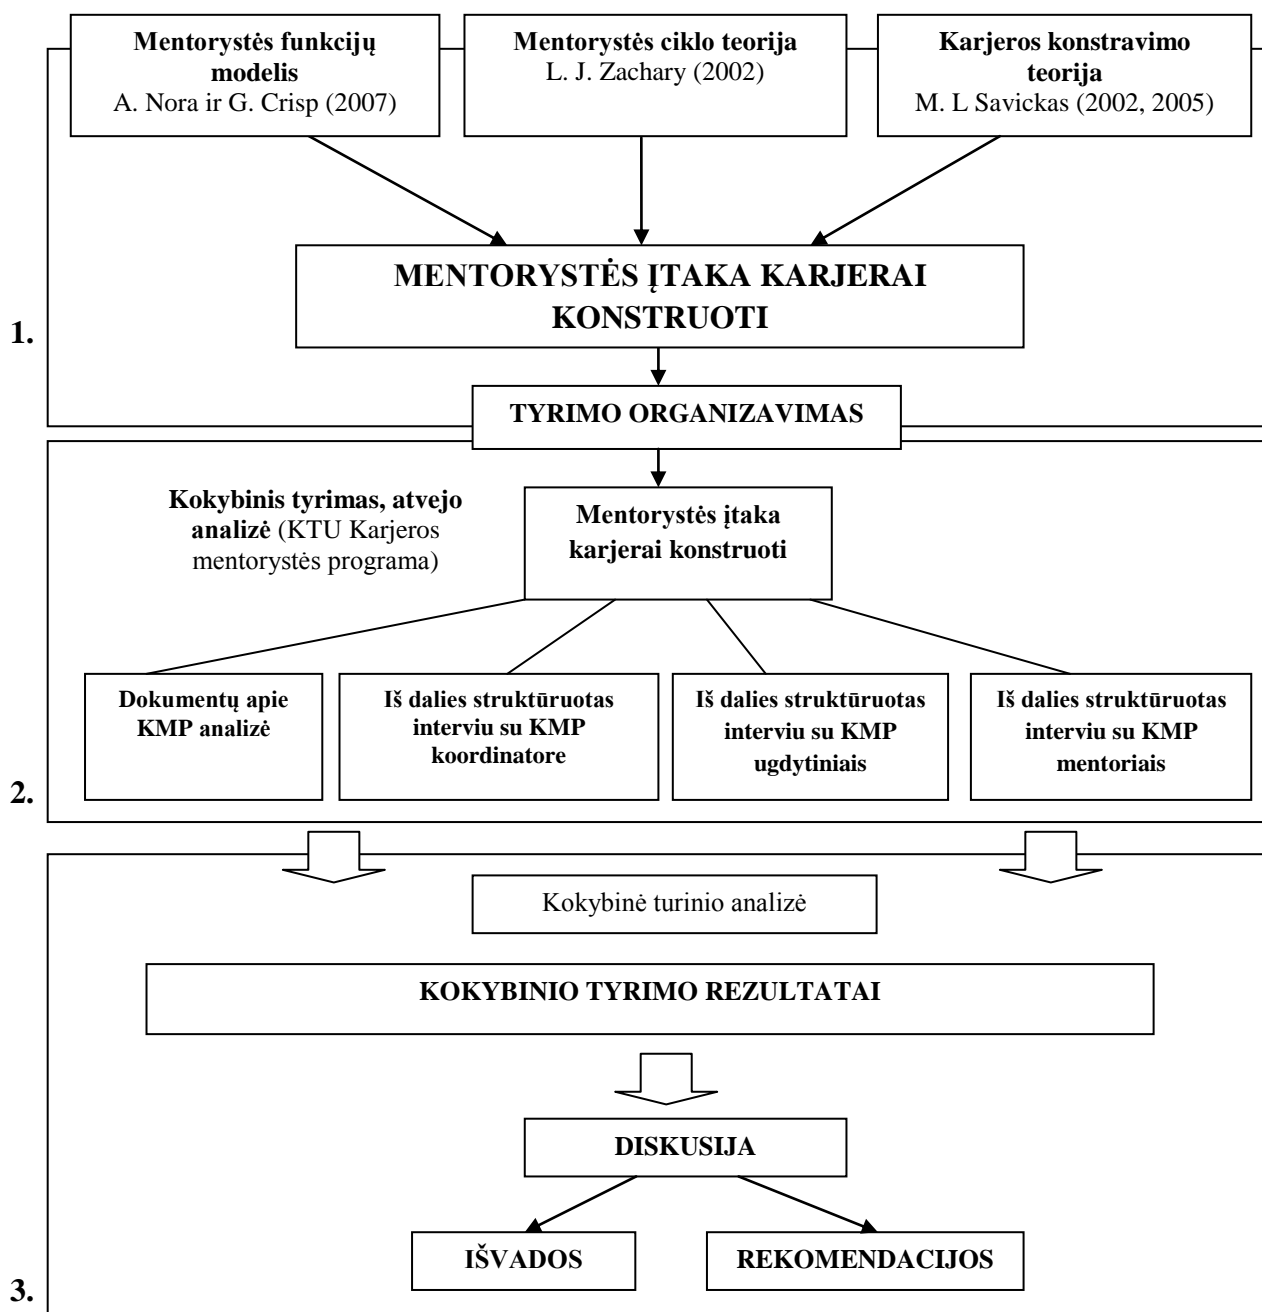 Mentorystės funkcijų
modelis
A. Nora ir G. Crisp (2007)
Mentorystės ciklo teorija
L. J. Zachary (2002)
Karjeros konstravimo
teorija
M. L Savickas (2002, 2005)
MENTORYSTĖS ĮTAKA KARJERAI
KONSTRUOTI
1.
TYRIMO ORGANIZAVIMAS
Kokybinis tyrimas, atvejo
analizė (KTU Karjeros
mentorystės programa)
Mentorystės įtaka
karjerai konstruoti
Dokumentų apie
KMP analizė
Iš dalies struktūruotas
interviu su KMP
koordinatore
Iš dalies struktūruotas
interviu su KMP
ugdytiniais
Iš dalies struktūruotas
interviu su KMP
mentoriais
2.
Kokybinė turinio analizė
KOKYBINIO TYRIMO REZULTATAI
DISKUSIJA
IŠVADOS
REKOMENDACIJOS
3.